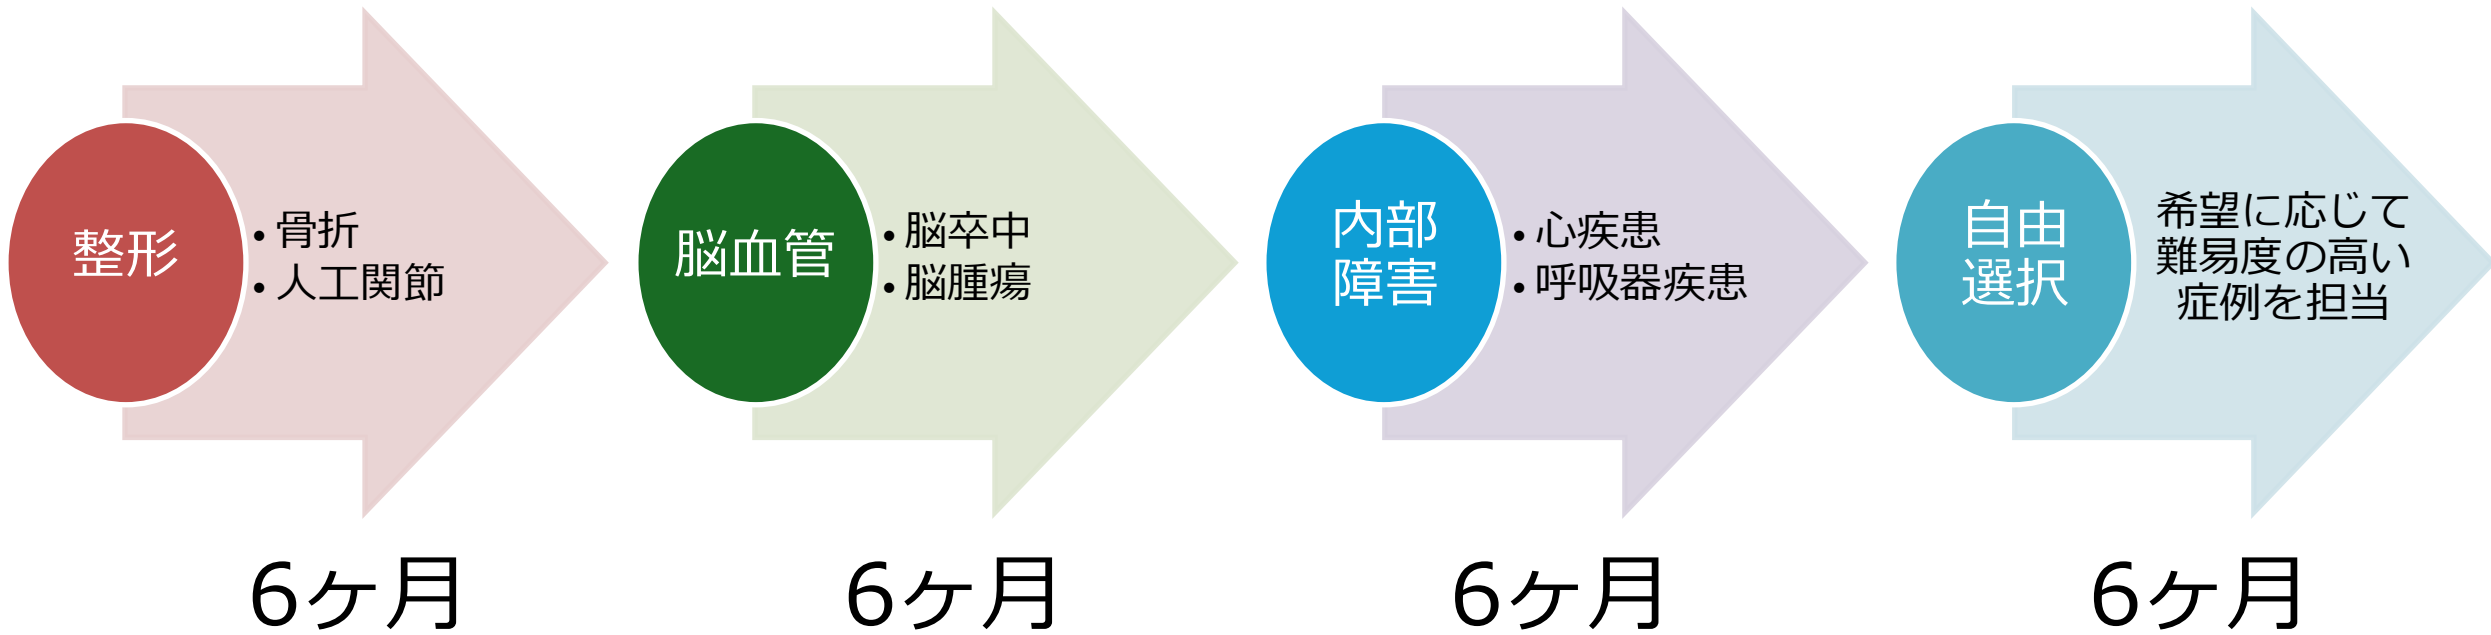 整形
• 骨折
• 人工関節
脳血管
• 脳卒中
• 脳腫瘍
内部
障害
• 心疾患
• 呼吸器疾患
自由
選択
希望に応じて
難易度の高い
症例を担当
6ヶ月
6ヶ月
6ヶ月
6ヶ月